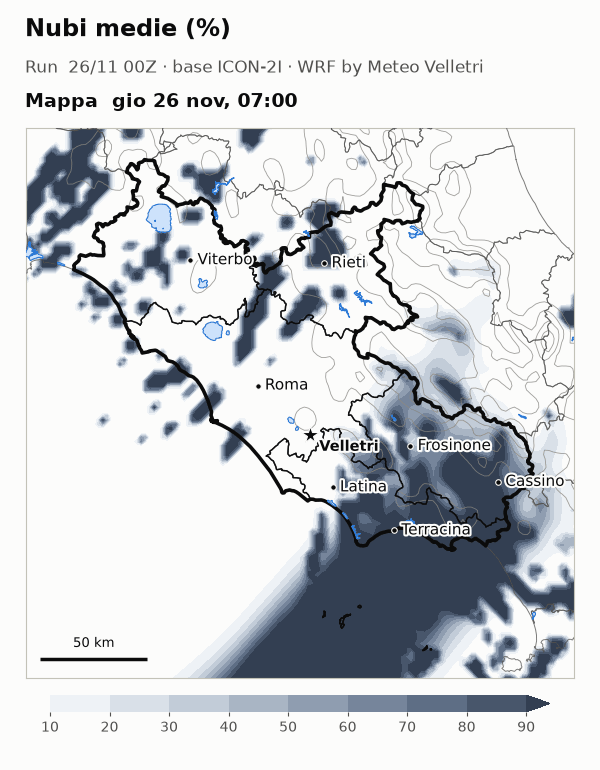 Nubi medie (%)
Run  26/11 00Z · base ICON-2I · WRF by Meteo Velletri
Mappa  gio 26 nov, 07:00
Viterbo
Rieti
Roma
Velletri
Frosinone
Cassino
Latina
Terracina
50 km
10 20 30 40 50 60 70 80 90